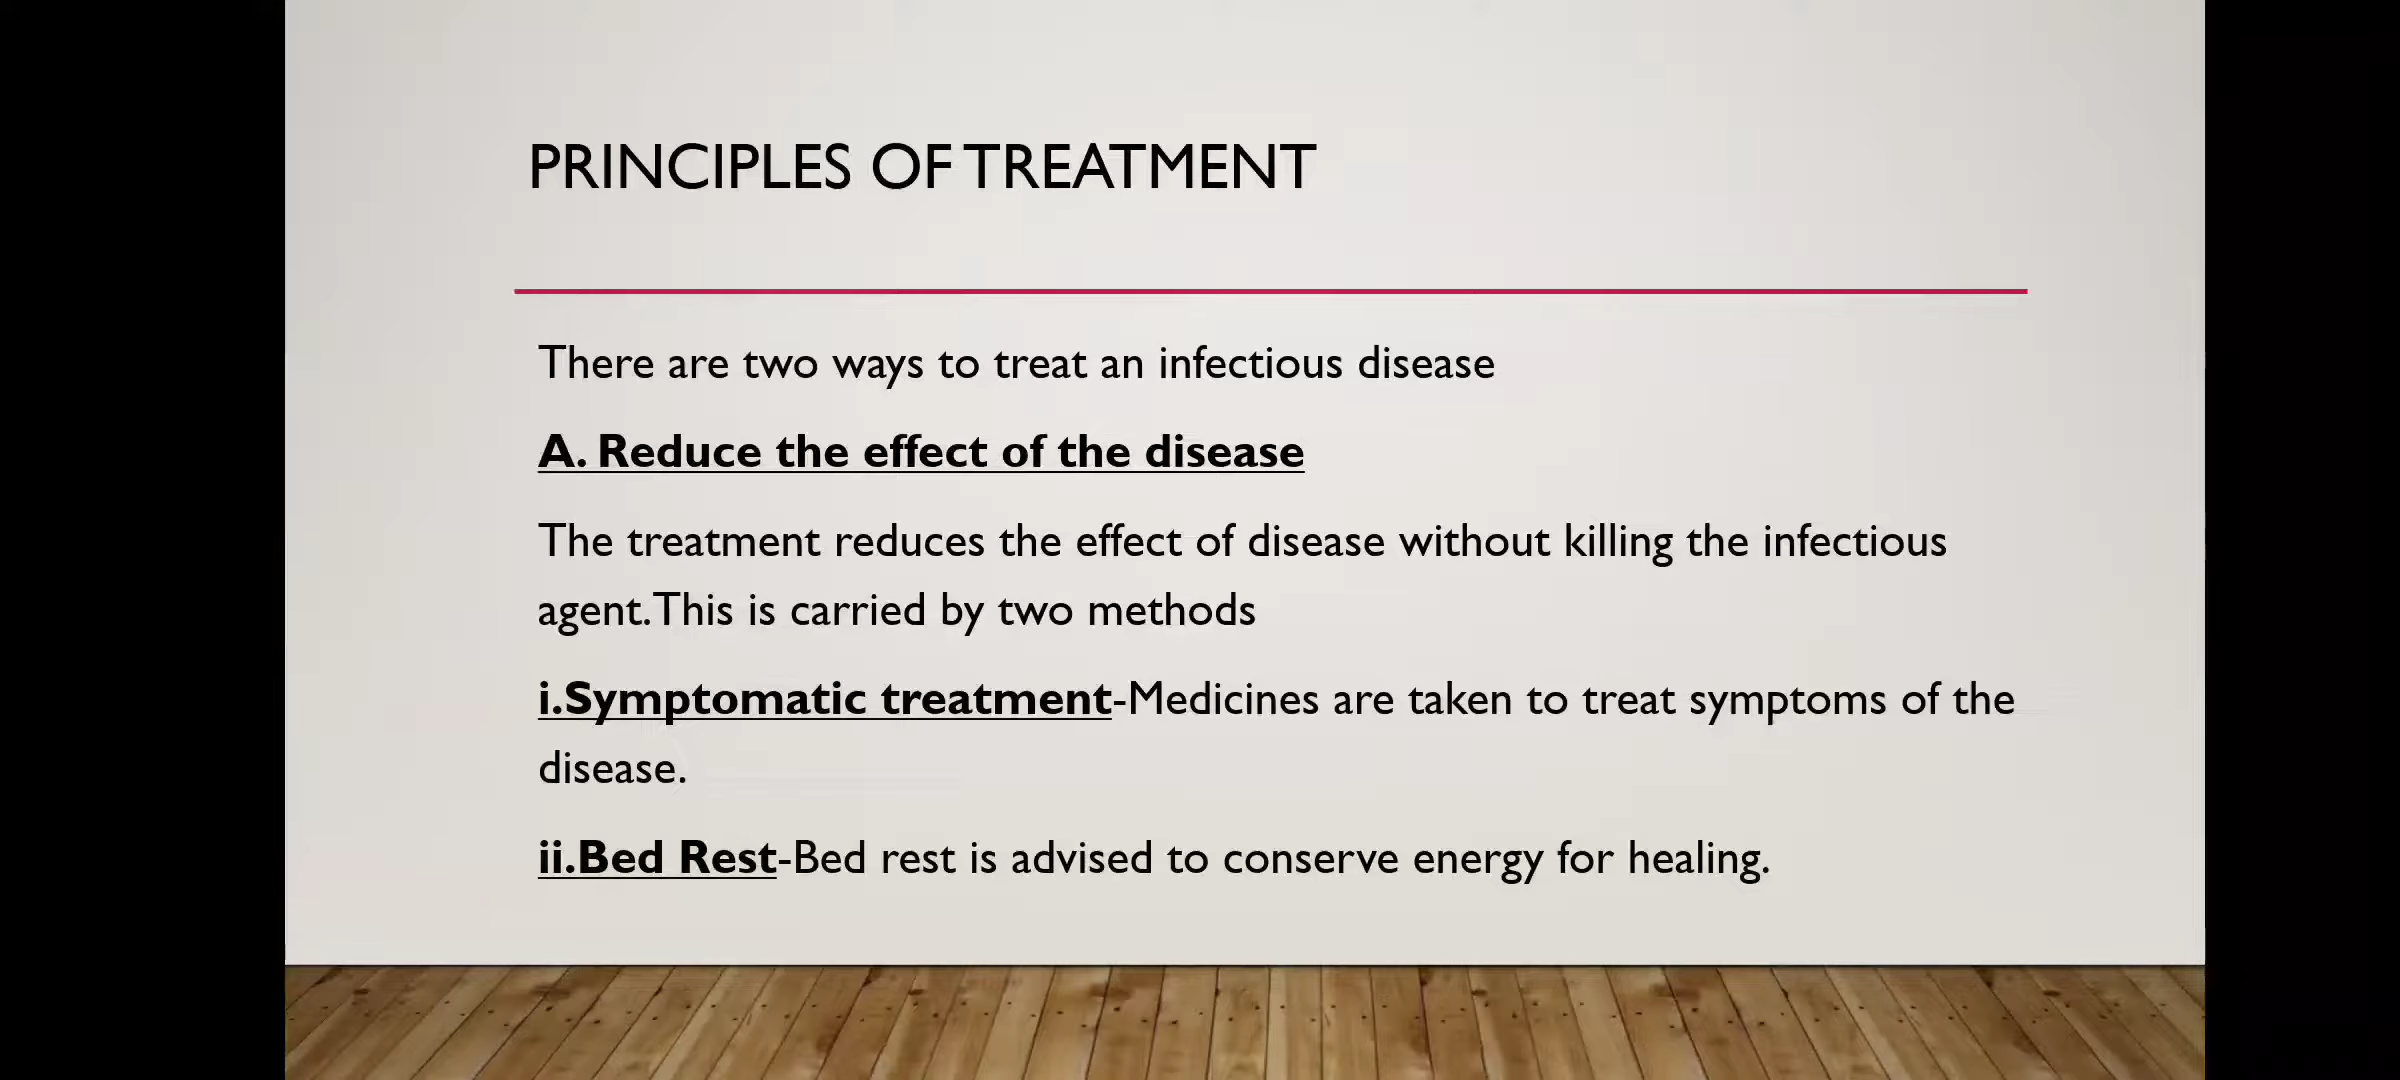 PRINCIPLES OF TREATMENT
There are two ways to treat an infectious disease
A. Reduce the effect of the disease
The treatment reduces the effect of disease without killing the infectious
agent. This is carried by two methods
i.Symptomatic treatment-Medicines are taken to treat symptoms of the
disease.
ii.Bed Rest-Bed rest is advised to conserve energy for healing.